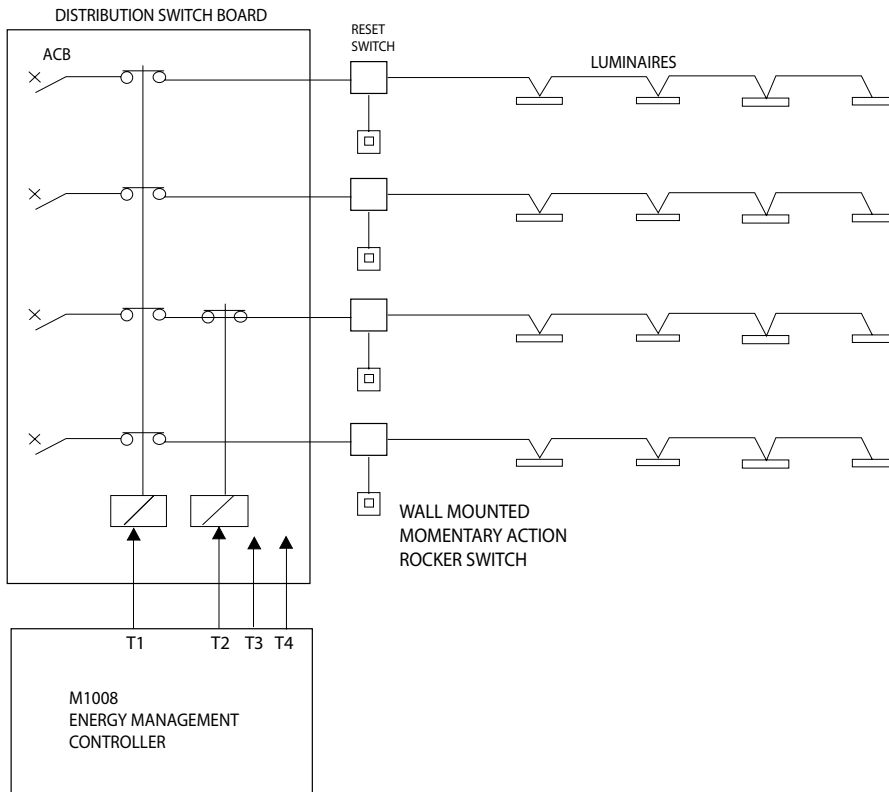 DISTRIBUTION SWITCH BOARD
ACB
RESET
SWITCH
LUMINAIRES
WALL MOUNTED
MOMENTARY ACTION
ROCKER SWITCH
T1 T2 T3 T4
M1008
ENERGY MANAGEMENT
CONTROLLER